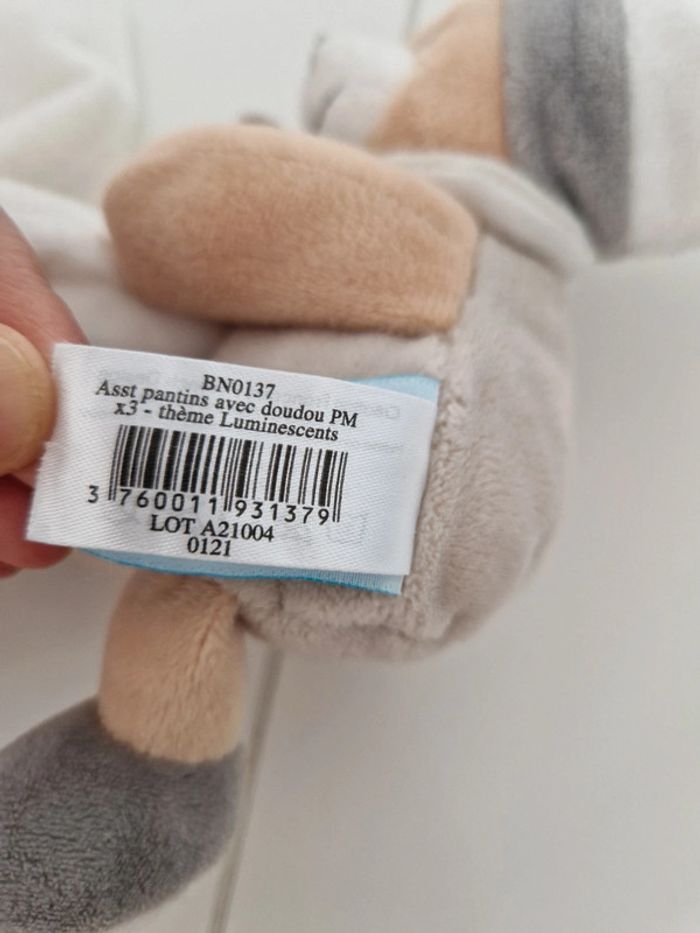 BN0137
Asst pantins avec doudou PM
x3 - thème Luminescents
3 760011 931379
LOT A21004
0121